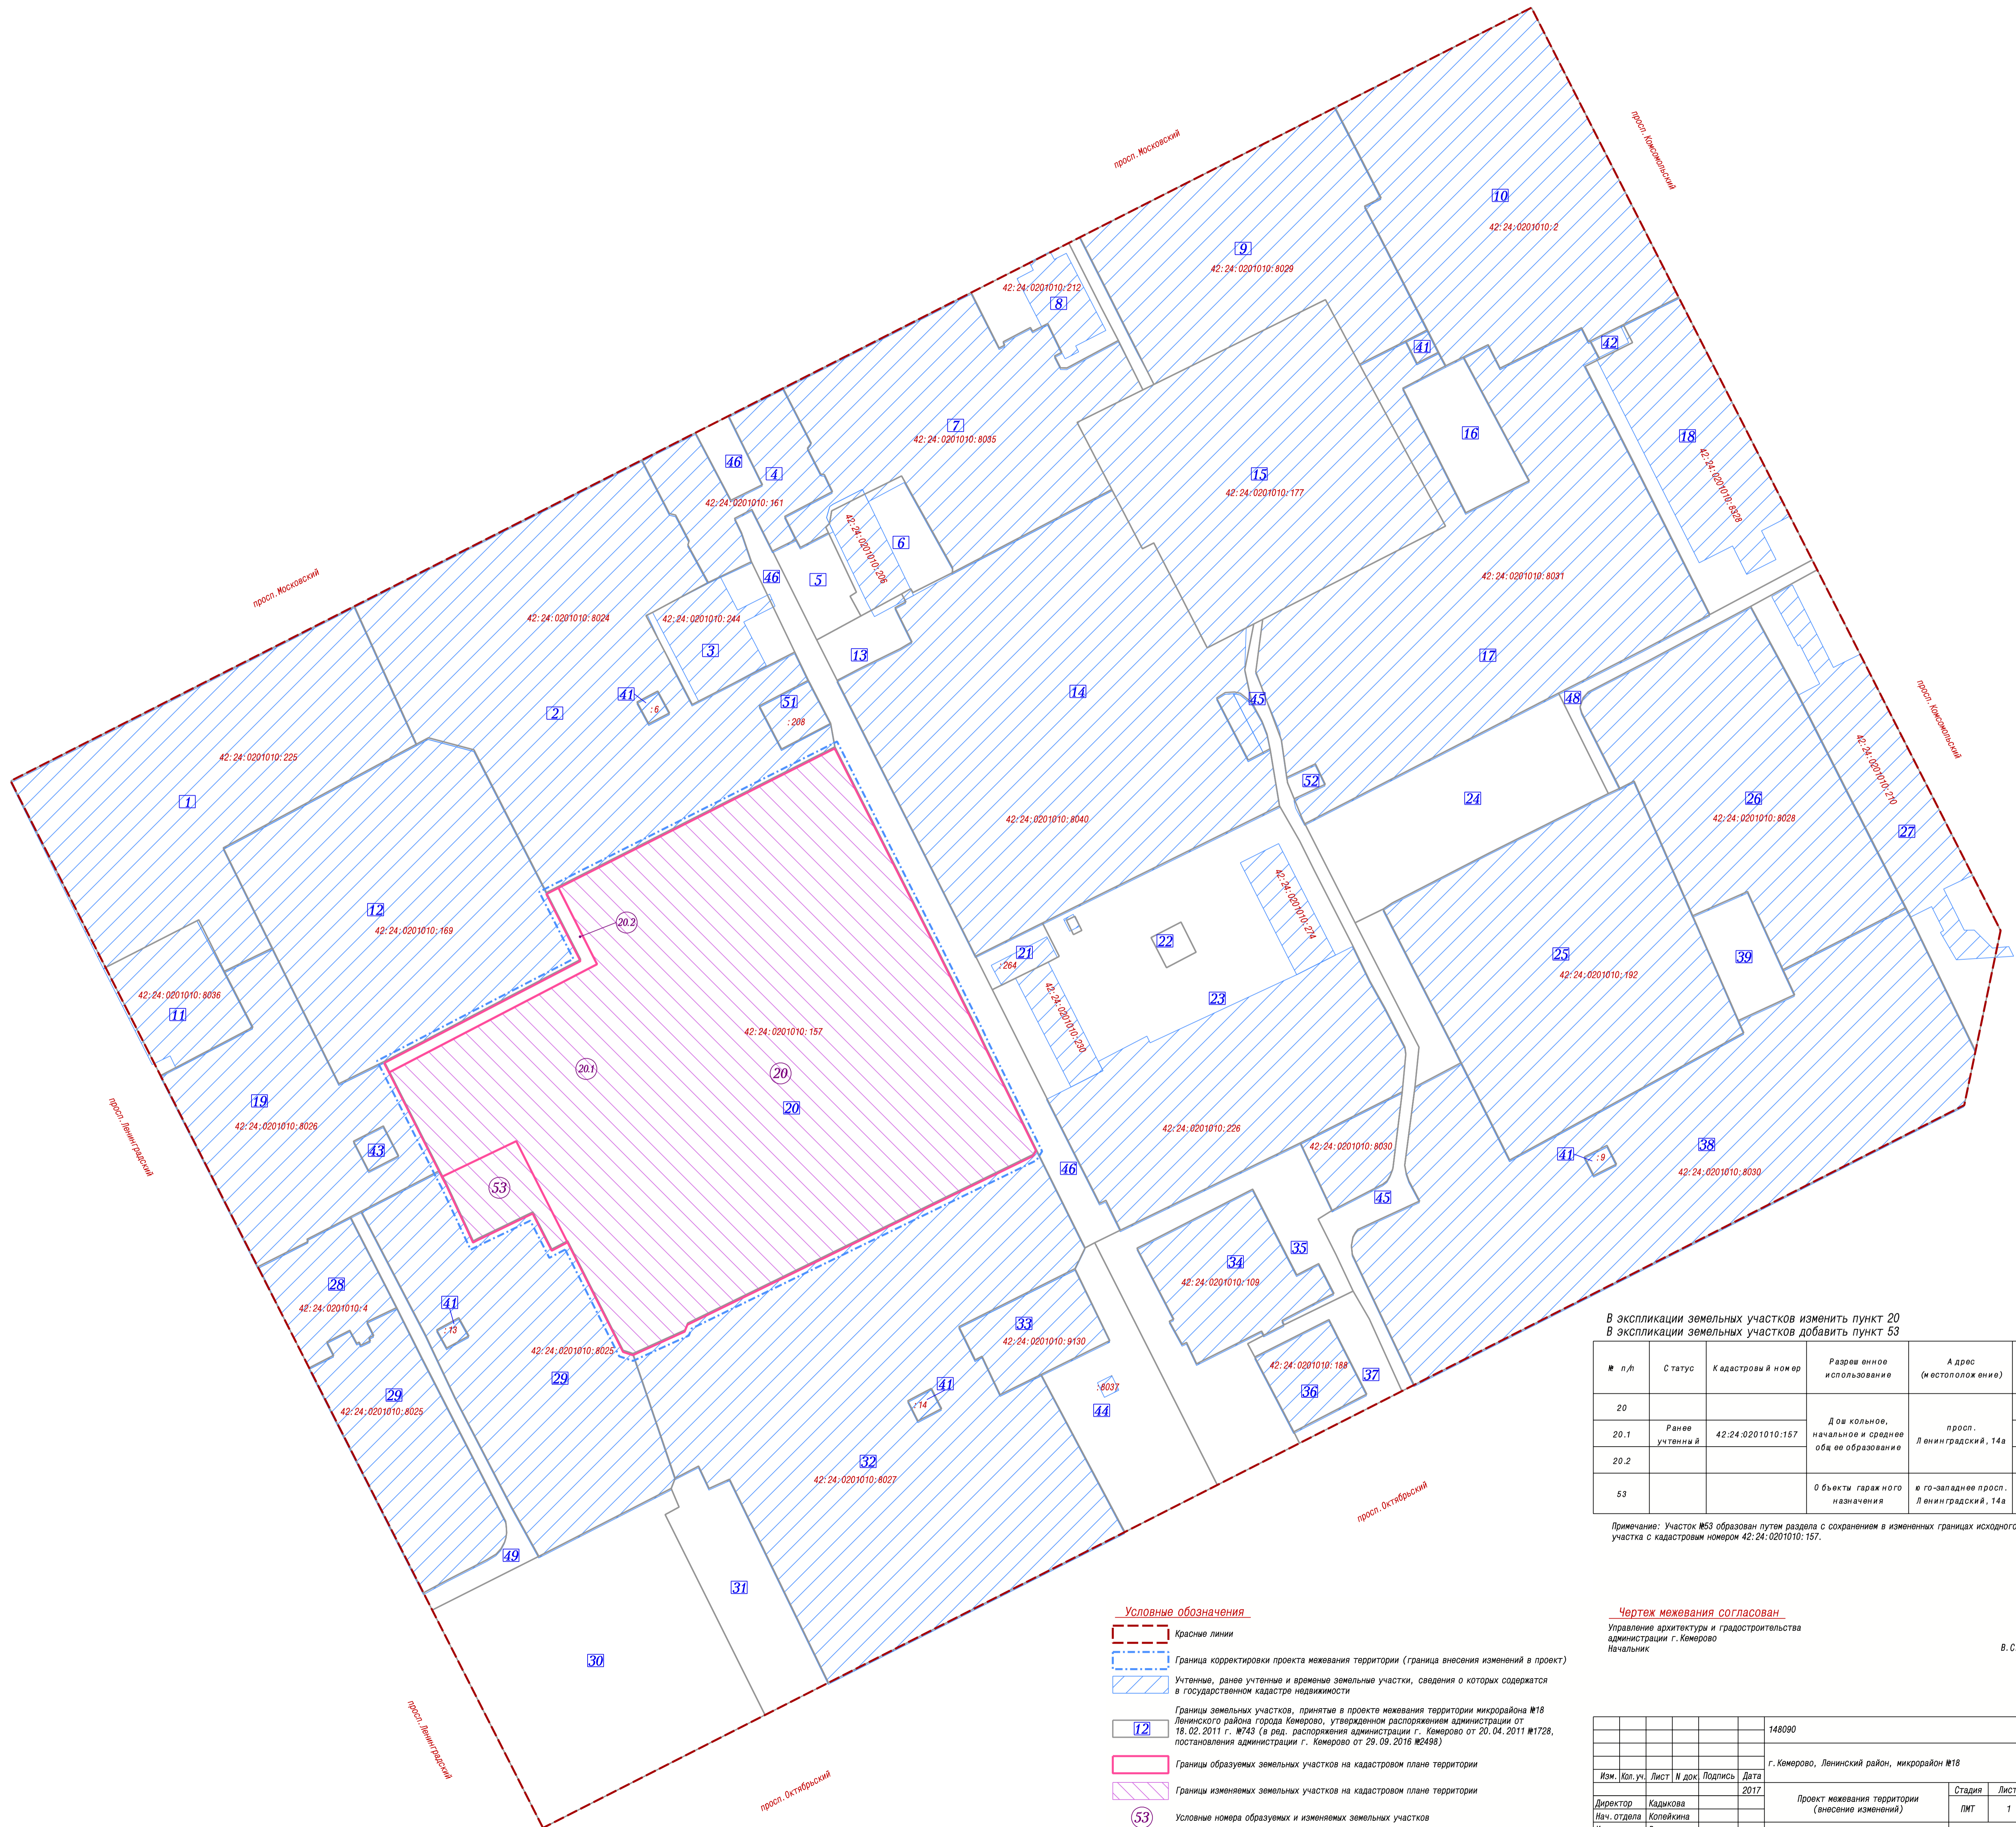 просп.Московский
просп.Комсомольский
10
42:24:0201010:2
9
42:24:0201010:8029
42:24:0201010:212
8
41
42
7
42:24:0201010:8035
16
18
42:24:0201010:8328
46
4
42:24:0201010:161
15
42:24:0201010:177
42:24:0201010:206
6
5
46
просп.Московский
42:24:0201010:8031
42:24:0201010:8024
42:24:0201010:244
3
13
17
41
:6
51
:208
2
14
45
48
просп.Комсомольский
42:24:0201010:225
1
52
24
26
42:24:0201010:8028
42:24:0201010:210
27
42:24:0201010:8040
12
42:24:0201010:169
20.2
42:24:0201010:274
22
21
:264
25
42:24:0201010:192
39
42:24:0201010:8036
11
23
42:24:0201010:230
42:24:0201010:157
20.1
20
20
19
42:24:0201010:8026
просп.Ленинградский
43
42:24:0201010:226
42:24:0201010:8030
41
:9
38
42:24:0201010:8030
46
45
53
28
42:24:0201010:4
41
:13
34
42:24:0201010:109
35
33
42:24:0201010:9130
42:24:0201010:8025
29
29
42:24:0201010:8025
42:24:0201010:188
36
37
41
:14
:8037
44
32
42:24:0201010:8027
просп.Октябрьский
49
31
30
просп.Ленинградский
просп.Октябрьский
В экспликации земельных участков изменить пункт 20
В экспликации земельных участков добавить пункт 53
№ п/п Статус Кадастровый номер Разрешенное использование Адрес (местоположение)
20
20.1 Ранее учтенный 42:24:0201010:157 Дошкольное, начальное и среднее общее образование просп. Ленинградский,14а
20.2
53 Объекты гаражного назначения юго-западнее просп. Ленинградский,14а
Примечание: Участок №53 образован путем раздела с сохранением в измененных границах исходного
участка с кадастровым номером 42:24:0201010:157.
Условные обозначения
Красные линии
Граница корректировки проекта межевания территории (граница внесения изменений в проект)
Учтенные, ранее учтенные и временые земельные участки, сведения о которых содержатся
в государственном кадастре недвижимости
Границы земельных участков, принятые в проекте межевания территории микрорайона №18
12 Ленинского района города Кемерово, утвержденном распоряжением администрации от
18.02.2011 г. №743 (в ред. распоряжения администрации г. Кемерово от 20.04.2011 №1728,
постановления администрации г. Кемерово от 29.09.2016 №2498)
Границы образуемых земельных участков на кадастровом плане территории
Границы изменяемых земельных участков на кадастровом плане территории
53 Условные номера образуемых и изменяемых земельных участков
Чертеж межевания согласован
Управление архитектуры и градостроительства
администрации г.Кемерово
Начальник В.С
148090
г.Кемерово, Ленинский район, микрорайон №18
Изм. Кол.уч. Лист N док Подпись Дата
2017
Проект межевания территории
(внесение изменений)
Стадия Лист
ПМТ 1
Директор Кадыкова
Нач.отдела Копейкина